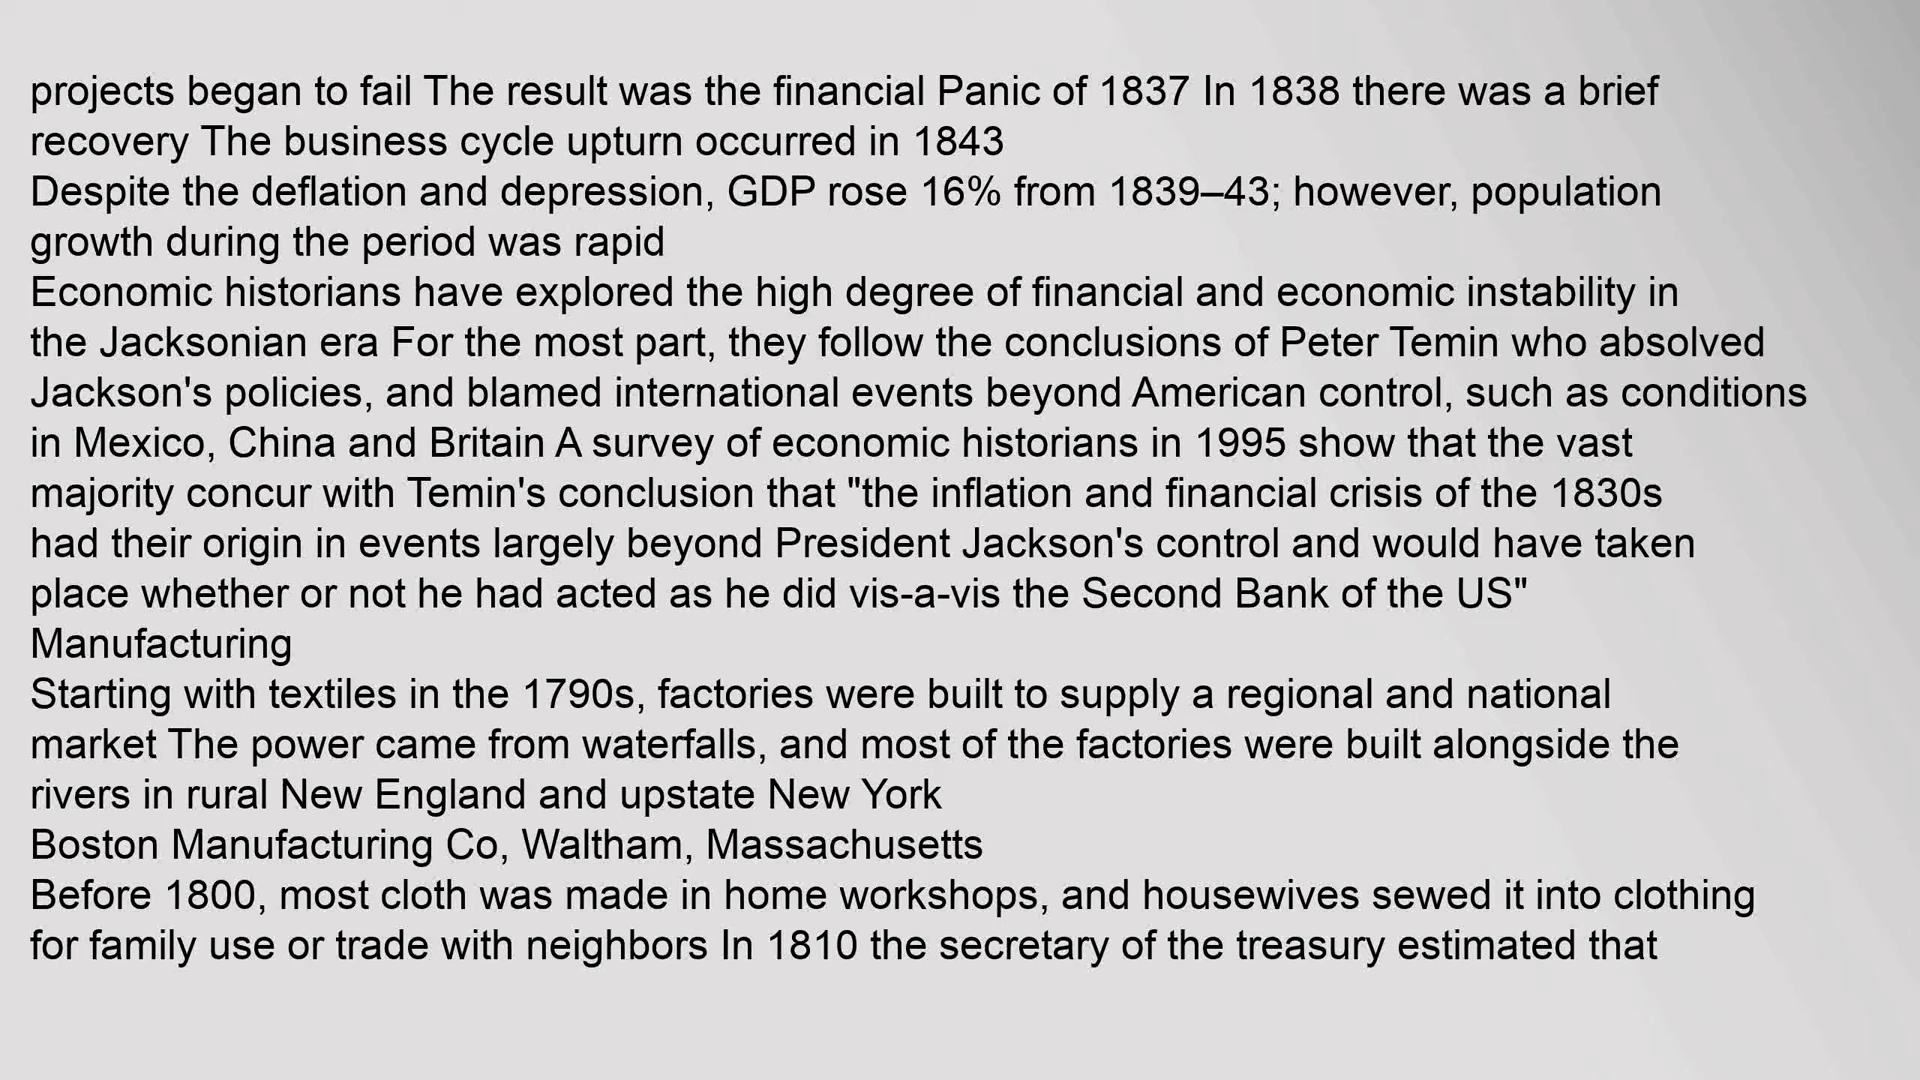 projects began to fail The result was the financial Panic of 1837 In 1838 there was a brief
recovery The business cycle upturn occurred in 1843
Despite the deflation and depression, GDP rose 16% from 1839–43; however, population
growth during the period was rapid
Economic historians have explored the high degree of financial and economic instability in
the Jacksonian era For the most part, they follow the conclusions of Peter Temin who absolved
Jackson's policies, and blamed international events beyond American control, such as conditions
in Mexico, China and Britain A survey of economic historians in 1995 show that the vast
majority concur with Temin's conclusion that "the inflation and financial crisis of the 1830s
had their origin in events largely beyond President Jackson's control and would have taken
place whether or not he had acted as he did vis-a-vis the Second Bank of the US"
Manufacturing
Starting with textiles in the 1790s, factories were built to supply a regional and national
market The power came from waterfalls, and most of the factories were built alongside the
rivers in rural New England and upstate New York
Boston Manufacturing Co, Waltham, Massachusetts
Before 1800, most cloth was made in home workshops, and housewives sewed it into clothing
for family use or trade with neighbors In 1810 the secretary of the treasury estimated that